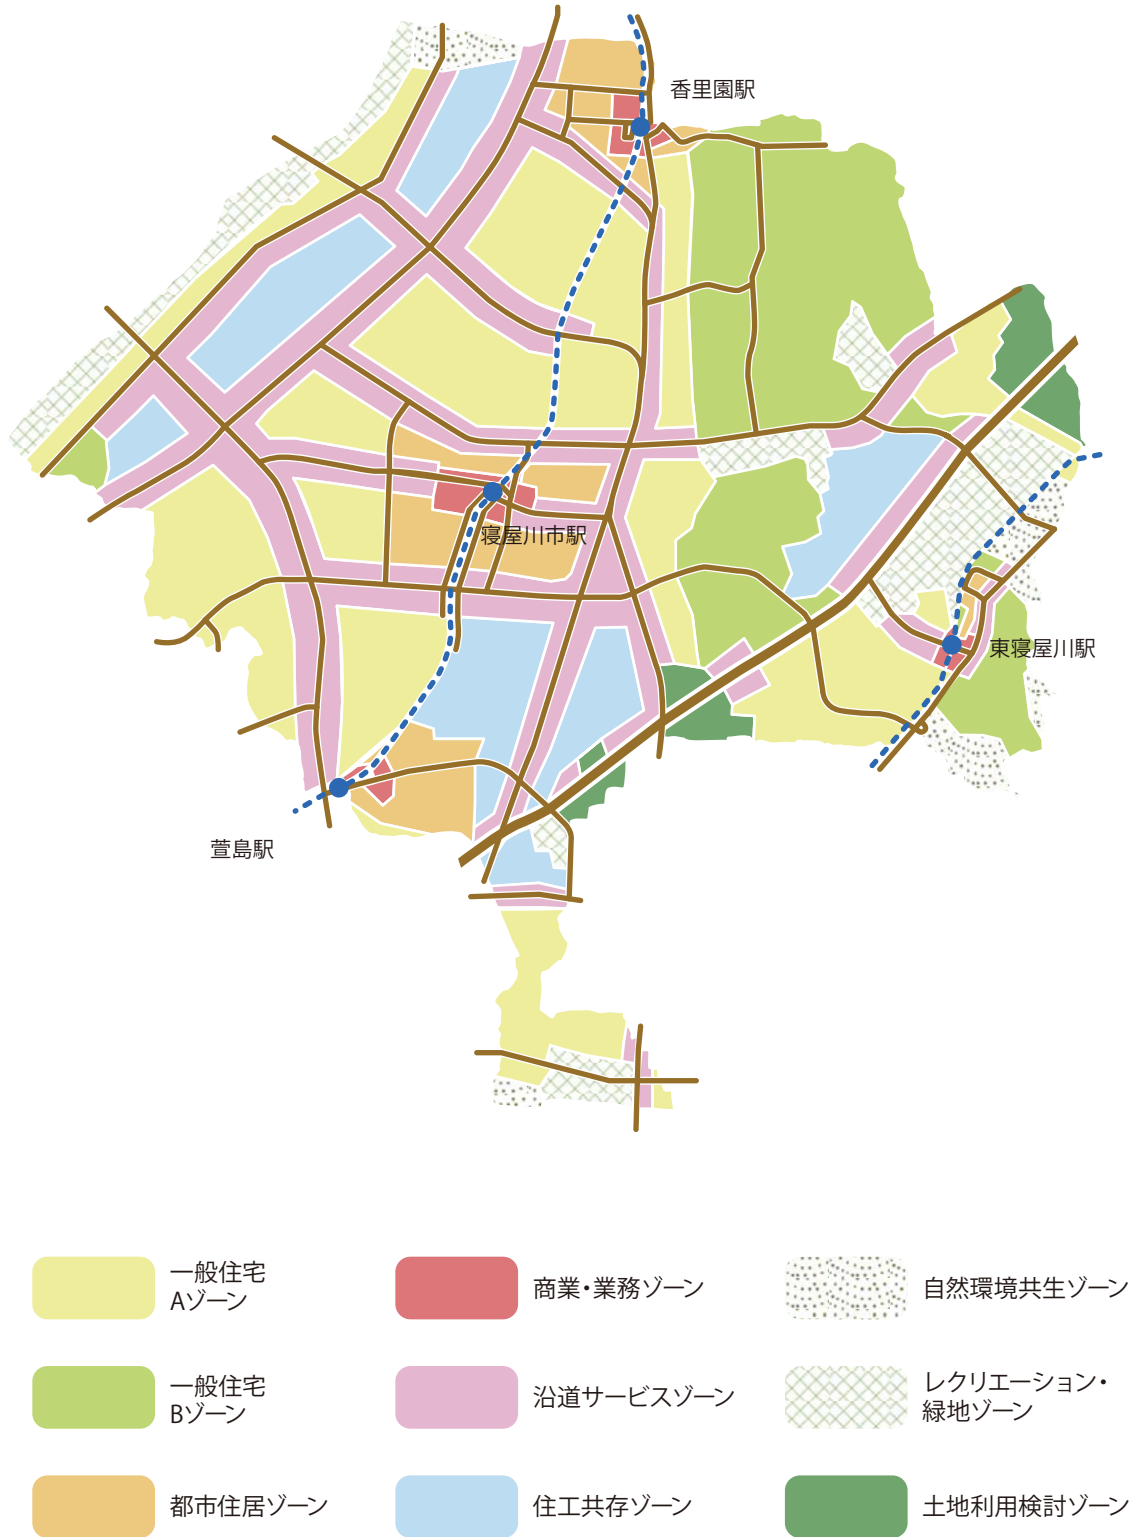 香里園駅
寝屋川市駅
東寝屋川駅
萱島駅
一般住宅
Aゾーン
商業・業務ゾーン
自然環境共生ゾーン
一般住宅
Bゾーン
沿道サービスゾーン
レクリエーション・
緑地ゾーン
都市住居ゾーン
住工共存ゾーン
土地利用検討ゾーン